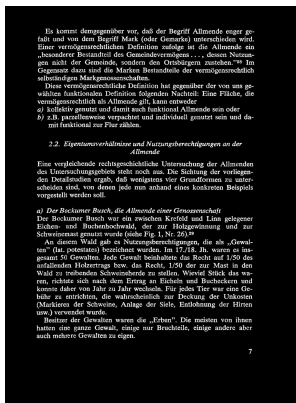 Es kommt demgegenüber vor, daß der Begriff Allmende enger ge-
faßt und von dem Begriff Mark (oder Gemarke) unterschieden wird.
Einer vermögensrechtlichen Definition zufolge ist die Allmende ein
„besonderer Bestandteil des Gemeindevermögens . . . , dessen Nutzun-
gen nicht der Gemeinde, sondern den Ortsbürgern zustehen.“²⁸ Im
Gegensatz dazu sind die Marken Bestandteile der vermögensrechtlich
selbständigen Markgenossenschaften.
Diese vermögensrechtliche Definition hat gegenüber der von uns ge-
wählten funktionalen Definition folgenden Nachteil: Eine Fläche, die
vermögensrechtlich als Allmende gilt, kann entweder
a) kollektiv genutzt und damit auch funktional Allmende sein oder
b) z.B. parzellenweise verpachtet und individuell genutzt sein und da-
mit funktional zur Flur zählen.
2.2. Eigentumsverhältnisse und Nutzungsberechtigungen an der
Allmende
Eine vergleichende rechtsgeschichtliche Untersuchung der Allmenden
des Untersuchungsgebiets steht noch aus. Die Sichtung der vorliegen-
den Detailstudien ergab, daß wenigstens vier Grundformen zu unter-
scheiden sind, von denen jede nun anhand eines konkreten Beispiels
vorgestellt werden soll.
a) Der Bockumer Busch, die Allmende einer Genossenschaft
Der Bockumer Busch war ein zwischen Krefeld und Linn gelegener
Eichen- und Buchenhochwald, der zur Holzgewinnung und zur
Schweinemast genutzt wurde (siehe Fig. 1, Nr. 26).²⁹
An diesem Wald gab es Nutzungsberechtigungen, die als „Gewal-
ten“ (lat. potestates) bezeichnet wurden. Im 17./18. Jh. waren es ins-
gesamt 50 Gewalten. Jede Gewalt beinhaltete das Recht auf 1/50 des
anfallenden Holzertrags bzw. das Recht, 1/50 der zur Mast in den
Wald zu treibenden Schweineherde zu stellen. Wieviel Stück das wa-
ren, richtete sich nach dem Ertrag an Eicheln und Bucheckern und
konnte daher von Jahr zu Jahr wechseln. Für jedes Tier war eine Ge-
bühr zu entrichten, die wahrscheinlich zur Deckung der Unkosten
(Markieren der Schweine, Anlage der Siele, Entlohnung der Hirten
usw.) verwendet wurde.
Besitzer der Gewalten waren die „Erben“. Die meisten von ihnen
hatten eine ganze Gewalt, einige nur Bruchteile, einige andere aber
auch mehrere Gewalten zu eigen.
7